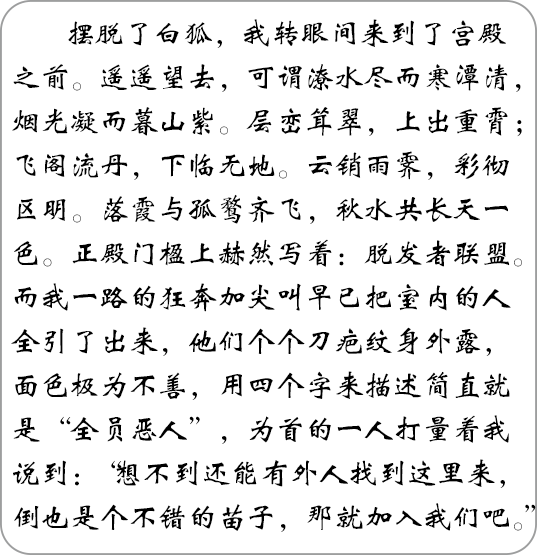 摆脱了白狐，我转眼间来到了宫殿
之前。遥遥望去，可谓潦水尽而寒潭清，
烟光凝而暮山紫。层峦耸翠，上出重霄；
飞阁流丹，下临无地。云销雨霁，彩彻
区明。落霞与孤鹜齐飞，秋水共长天一
色。正殿门楹上赫然写着：脱发者联盟。
而我一路的狂奔加尖叫早已把室内的人
全引了出来，他们个个刀疤纹身外露，
面色极为不善，用四个字来描述简直就
是“全员恶人”，为首的一人打量着我
说到：“想不到还能有外人找到这里来，
倒也是个不错的苗子，那就加入我们吧。”